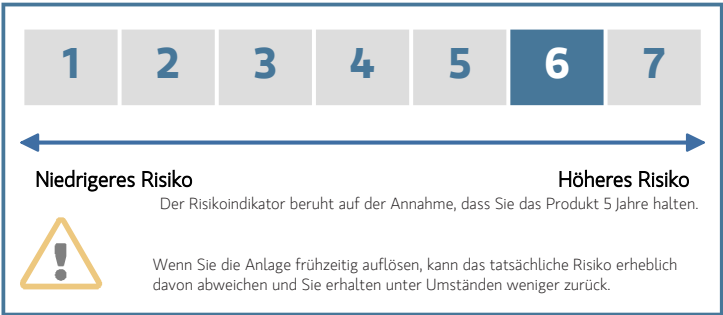 1 2 3 4 5 6 7
Niedrigeres Risiko Höheres Risiko
Der Risikoindikator beruht auf der Annahme, dass Sie das Produkt 5 Jahre halten.
!
Wenn Sie die Anlage frühzeitig auflösen, kann das tatsächliche Risiko erheblich
davon abweichen und Sie erhalten unter Umständen weniger zurück.